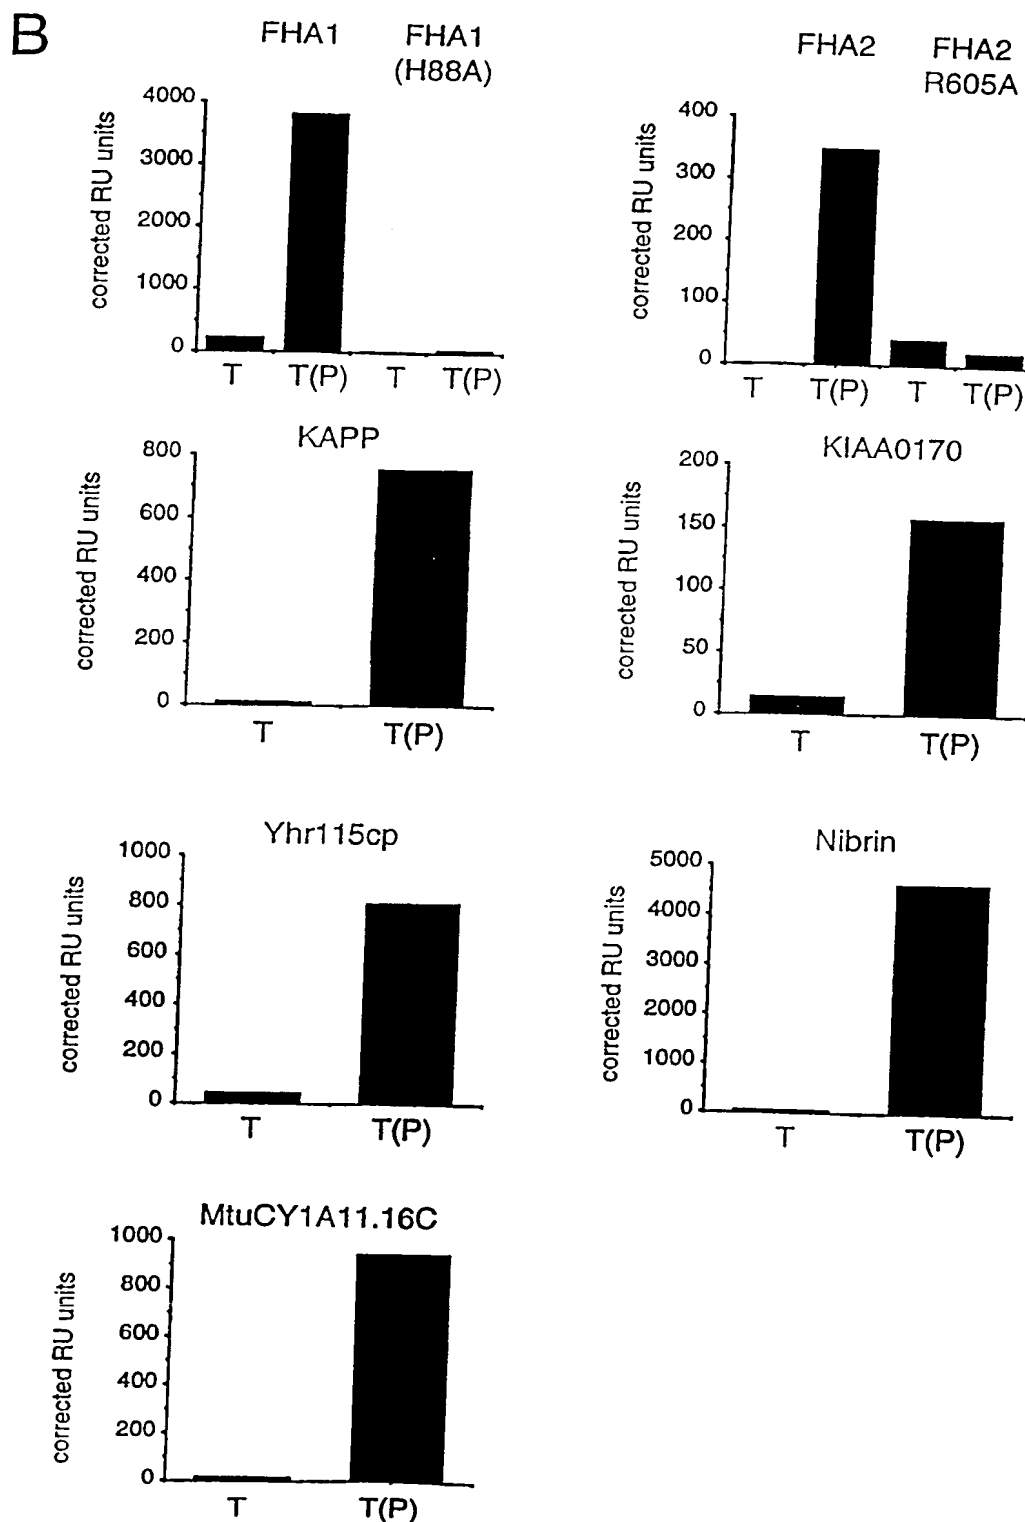 B
FHA1 FHA1
(H88A)
corrected RU units
4000
3000
2000
1000
0
T T(P) T T(P)
FHA2 FHA2
R605A
corrected RU units
400
300
200
100
0
T T(P) T T(P)
KAPP
corrected RU units
800
600
400
200
0
T T(P)
KIAA0170
corrected RU units
200
150
100
50
0
T T(P)
Yhr115cp
corrected RU units
1000
800
600
400
200
0
T T(P)
Nibrin
corrected RU units
5000
4000
3000
2000
1000
0
T T(P)
MtuCY1A11.16C
corrected RU units
1000
800
600
400
200
0
T T(P)